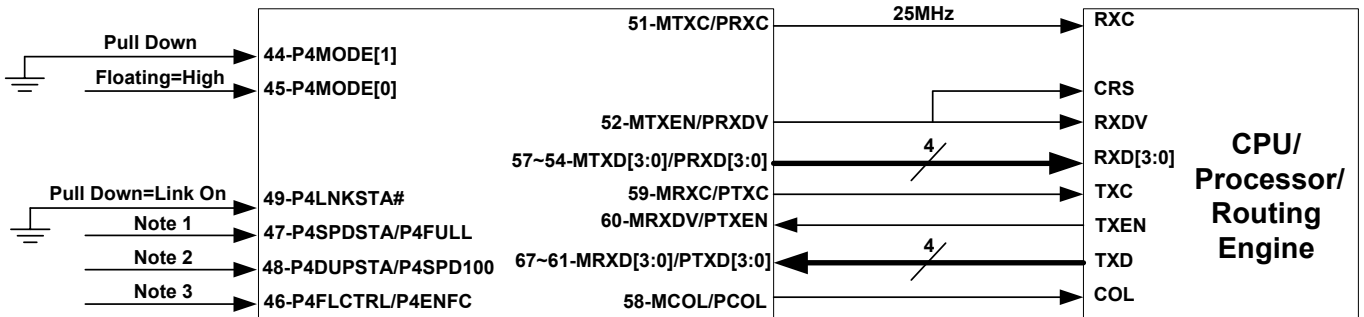 Pull Down
44-P4MODE[1]
Floating=High
45-P4MODE[0]
Pull Down=Link On
49-P4LNKSTA#
Note 1
47-P4SPDSTA/P4FULL
Note 2
48-P4DUPSTA/P4SPD100
Note 3
46-P4FLCTRL/P4ENFC
51-MTXC/PRXC
25MHz
RXC
CRS
52-MTXEN/PRXDV
RXDV
57~54-MTXD[3:0]/PRXD[3:0]
4
RXD[3:0]
59-MRXC/PTXC
TXC
60-MRXDV/PTXEN
TXEN
67~61-MRXD[3:0]/PTXD[3:0]
4
TXD
58-MCOL/PCOL
COL
CPU/
Processor/
Routing
Engine